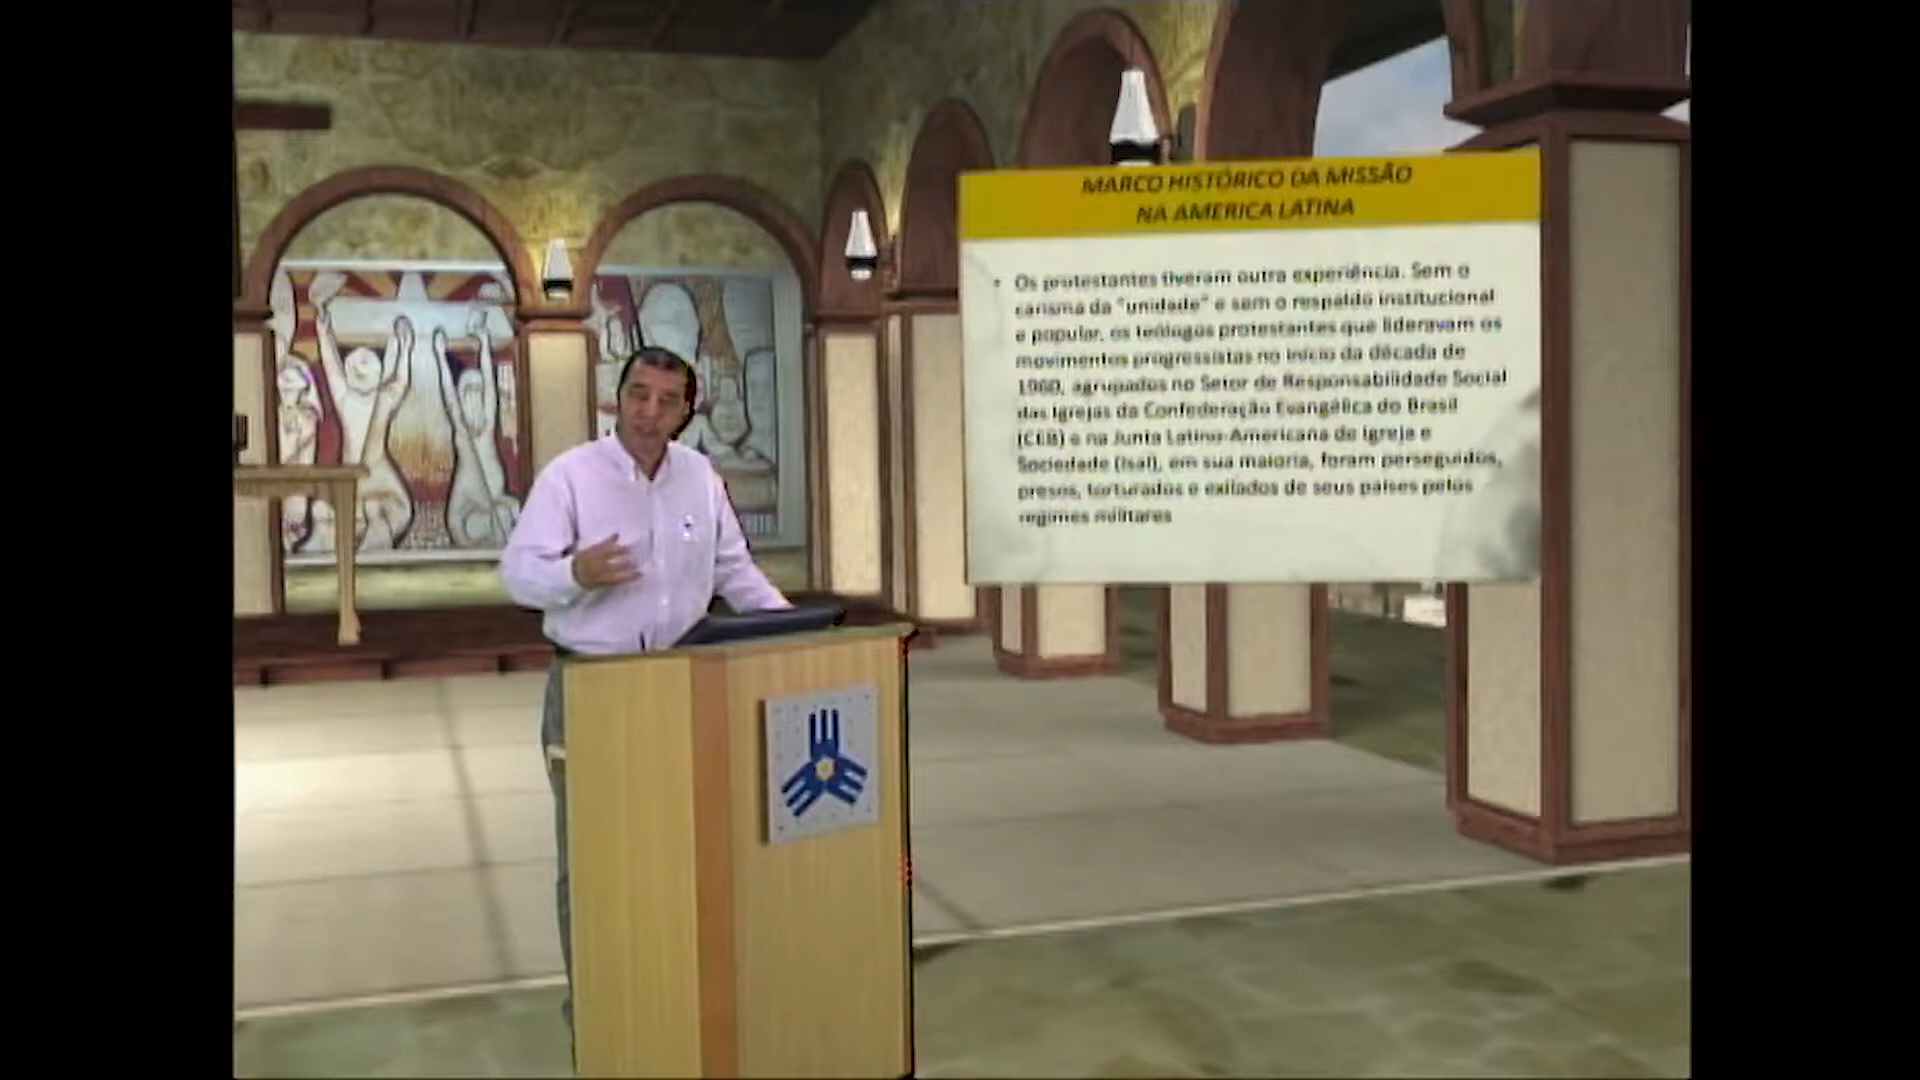 MARCO HISTÓRICO DA MISSÃO
NA AMERICA LATINA
• Os protestantes tiveram outra experiência. Sem o
carisma da "unidade" e sem o respaldo institucional
e popular, os teólogos protestantes que lideravam os
movimentos progressistas no início da década de
1960, agrupados no Setor de Responsabilidade Social
das Igrejas da Confederação Evangélica do Brasil
(CEB) e na Junta Latino-Americana de Igreja e
Sociedade (Isal), em sua maioria, foram perseguidos,
presos, torturados e exilados de seus países pelos
regimes militares